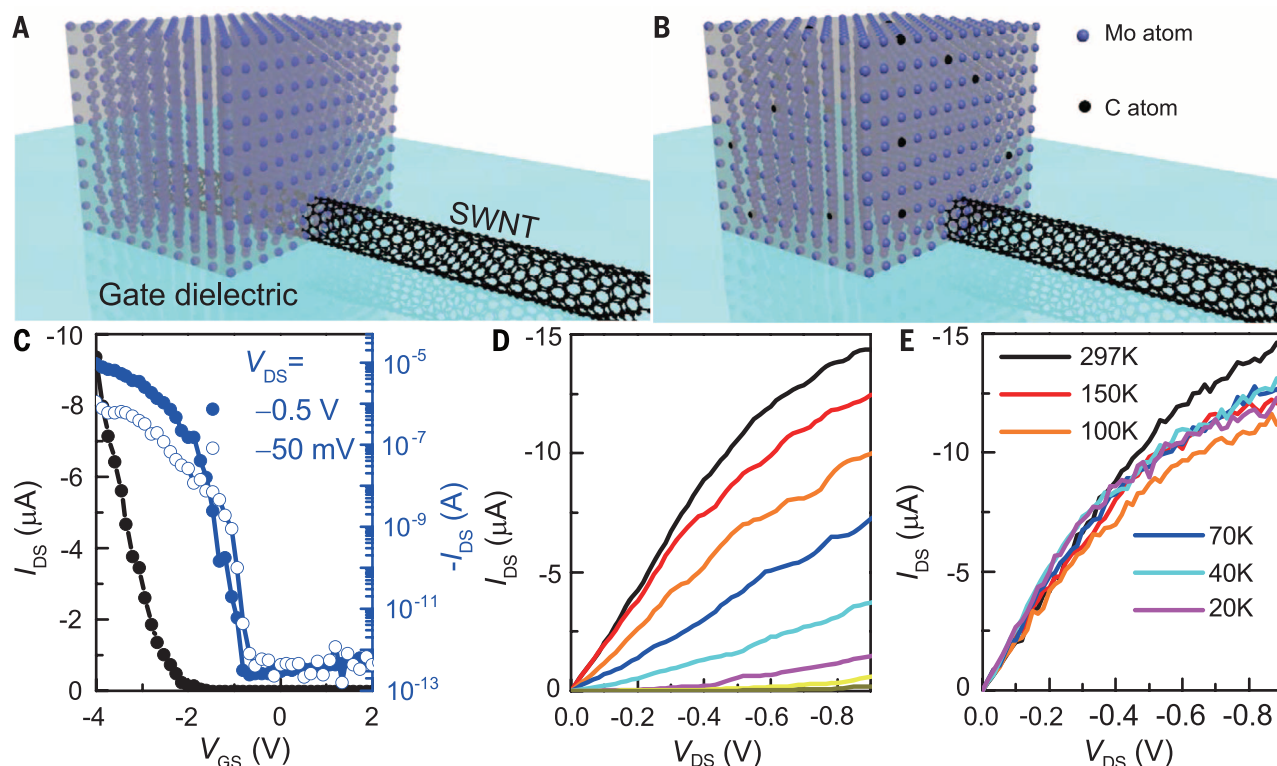 A
B
Mo atom
C atom
SWNT
Gate dielectric
C
V_DS=
−0.5 V
−50 mV
-10
-8
-6
-4
-2
0
I_DS (μA)
10^-5
10^-7
10^-9
10^-11
10^-13
-I_DS (A)
-4
-2
0
2
V_GS (V)
D
-15
-10
-5
0
I_DS (μA)
0.0
-0.2
-0.4
-0.6
-0.8
V_DS (V)
E
297K
150K
100K
70K
40K
20K
-15
-10
-5
0
I_DS (μA)
0.0
-0.2
-0.4
-0.6
-0.8
V_DS (V)